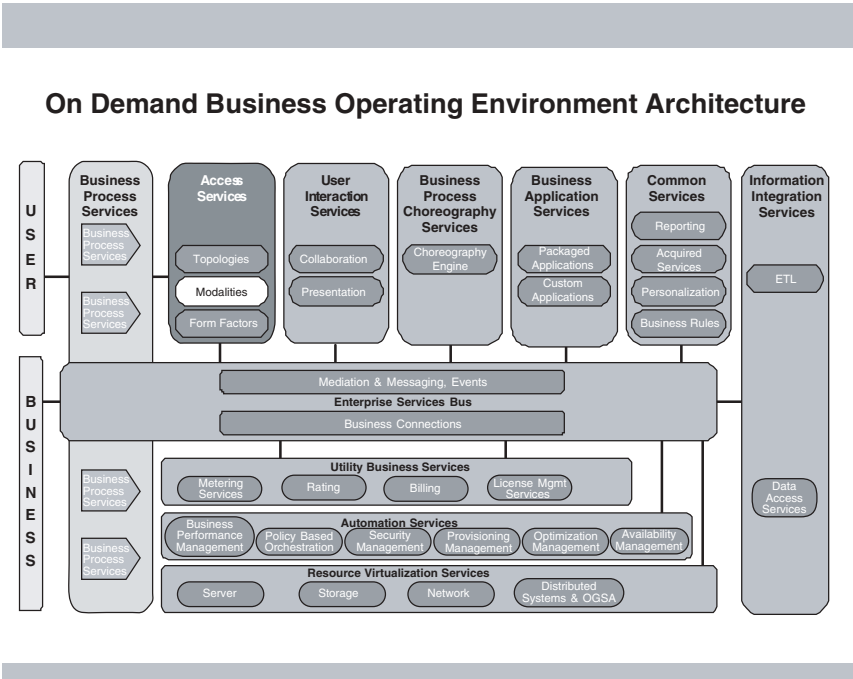 On Demand Business Operating Environment Architecture
U
S
E
R
B
U
S
I
N
E
S
S
Business
Process
Services
Business
Process
Services
Business
Process
Services
Business
Process
Services
Business
Process
Services
Access
Services
Topologies
Modalities
Form Factors
User
Interaction
Services
Collaboration
Presentation
Business
Process
Choreography
Services
Choreography
Engine
Business
Application
Services
Packaged
Applications
Custom
Applications
Common
Services
Reporting
Acquired
Services
Personalization
Business Rules
Information
Integration
Services
ETL
Data
Access
Services
Mediation & Messaging, Events
Enterprise Services Bus
Business Connections
Utility Business Services
Metering
Services
Rating
Billing
License Mgmt
Services
Automation Services
Business
Performance
Management
Policy Based
Orchestration
Security
Management
Provisioning
Management
Optimization
Management
Availability
Management
Resource Virtualization Services
Server
Storage
Network
Distributed
Systems & OGSA